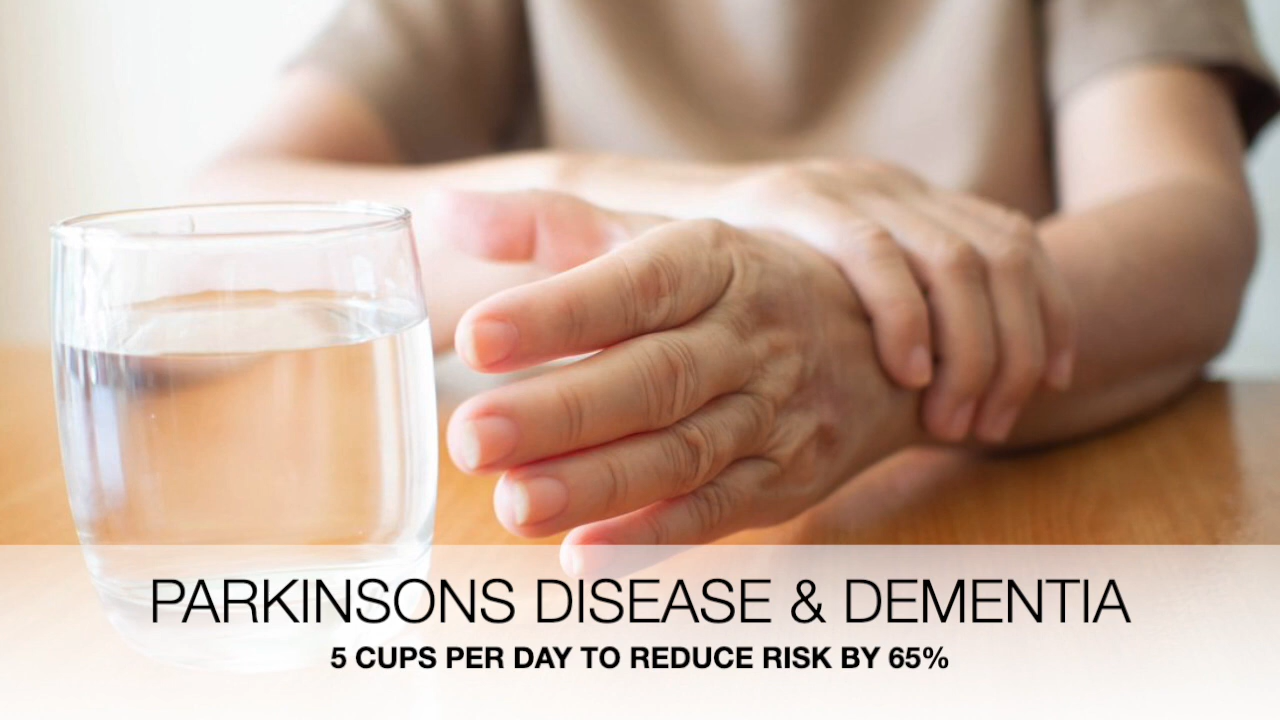 PARKINSONS DISEASE & DEMENTIA
5 CUPS PER DAY TO REDUCE RISK BY 65%